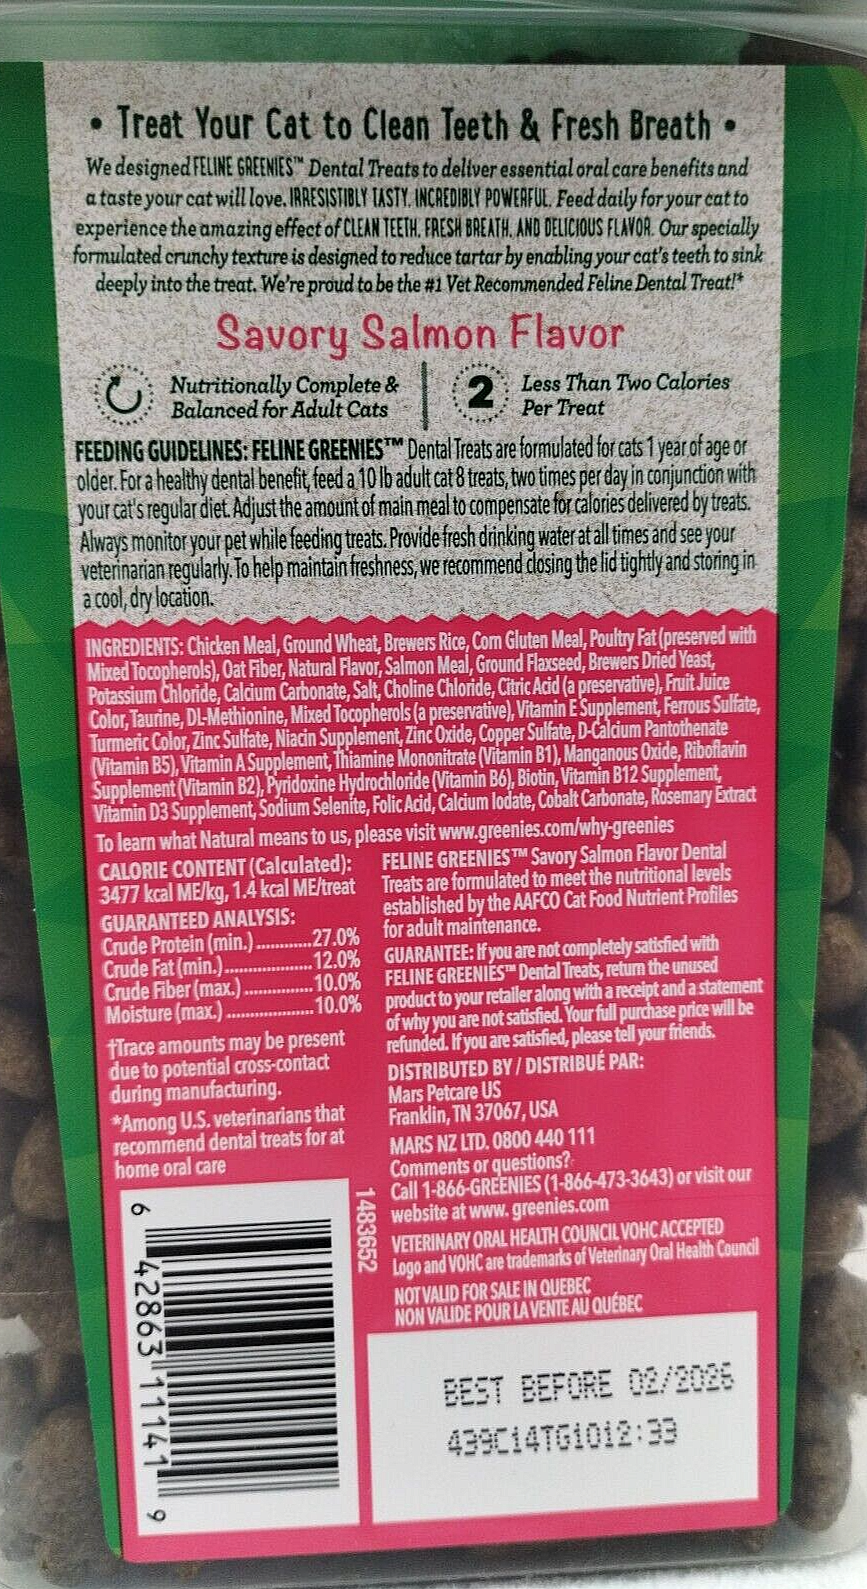 • Treat Your Cat to Clean Teeth & Fresh Breath •
We designed FELINE GREENIES™ Dental Treats to deliver essential oral care benefits and
a taste your cat will love. IRRESISTIBLY TASTY. INCREDIBLY POWERFUL. Feed daily for your cat to
experience the amazing effect of CLEAN TEETH, FRESH BREATH, AND DELICIOUS FLAVOR. Our specially
formulated crunchy texture is designed to reduce tartar by enabling your cat's teeth to sink
deeply into the treat. We're proud to be the #1 Vet Recommended Feline Dental Treat!*
Savory Salmon Flavor
Nutritionally Complete &
Balanced for Adult Cats
2
Less Than Two Calories
Per Treat
FEEDING GUIDELINES: FELINE GREENIES™ Dental Treats are formulated for cats 1 year of age or
older. For a healthy dental benefit, feed a 10 lb adult cat 8 treats, two times per day in conjunction with
your cat's regular diet. Adjust the amount of main meal to compensate for calories delivered by treats.
Always monitor your pet while feeding treats. Provide fresh drinking water at all times and see your
veterinarian regularly. To help maintain freshness, we recommend closing the lid tightly and storing in
a cool, dry location.
INGREDIENTS: Chicken Meal, Ground Wheat, Brewers Rice, Corn Gluten Meal, Poultry Fat (preserved with
Mixed Tocopherols), Oat Fiber, Natural Flavor, Salmon Meal, Ground Flaxseed, Brewers Dried Yeast,
Potassium Chloride, Calcium Carbonate, Salt, Choline Chloride, Citric Acid (a preservative), Fruit Juice
Color, Taurine, DL-Methionine, Mixed Tocopherols (a preservative), Vitamin E Supplement, Ferrous Sulfate,
Turmeric Color, Zinc Sulfate, Niacin Supplement, Zinc Oxide, Copper Sulfate, D-Calcium Pantothenate
(Vitamin B5), Vitamin A Supplement, Thiamine Mononitrate (Vitamin B1), Manganous Oxide, Riboflavin
Supplement (Vitamin B2), Pyridoxine Hydrochloride (Vitamin B6), Biotin, Vitamin B12 Supplement,
Vitamin D3 Supplement, Sodium Selenite, Folic Acid, Calcium Iodate, Cobalt Carbonate, Rosemary Extract
To learn what Natural means to us, please visit www.greenies.com/why-greenies
CALORIE CONTENT (Calculated):
3477 kcal ME/kg, 1.4 kcal ME/treat
GUARANTEED ANALYSIS:
Crude Protein (min.) ............27.0%
Crude Fat (min.)...................12.0%
Crude Fiber (max.) ...............10.0%
Moisture (max.) ...................10.0%
†Trace amounts may be present
due to potential cross-contact
during manufacturing.
*Among U.S. veterinarians that
recommend dental treats for at
home oral care
6 42863 11141 9
1483652
FELINE GREENIES™ Savory Salmon Flavor Dental
Treats are formulated to meet the nutritional levels
established by the AAFCO Cat Food Nutrient Profiles
for adult maintenance.
GUARANTEE: If you are not completely satisfied with
FELINE GREENIES™ Dental Treats, return the unused
product to your retailer along with a receipt and a statement
of why you are not satisfied. Your full purchase price will be
refunded. If you are satisfied, please tell your friends.
DISTRIBUTED BY / DISTRIBUÉ PAR:
Mars Petcare US
Franklin, TN 37067, USA
MARS NZ LTD. 0800 440 111
Comments or questions?
Call 1-866-GREENIES (1-866-473-3643) or visit our
website at www. greenies.com
VETERINARY ORAL HEALTH COUNCIL VOHC ACCEPTED
Logo and VOHC are trademarks of Veterinary Oral Health Council
NOT VALID FOR SALE IN QUEBEC
NON VALIDE POUR LA VENTE AU QUÉBEC
BEST BEFORE 02/2026
439C14TG1012:33